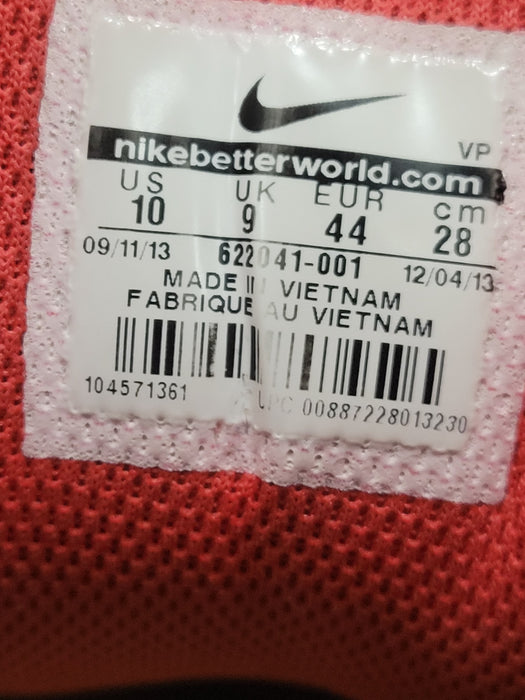 VP
nikebetterworld.com
US UK EUR cm
10 9 44 28
09/11/13 622041-001 12/04/13
MADE IN VIETNAM
FABRIQUE AU VIETNAM
104571361 UPC 00887228013230